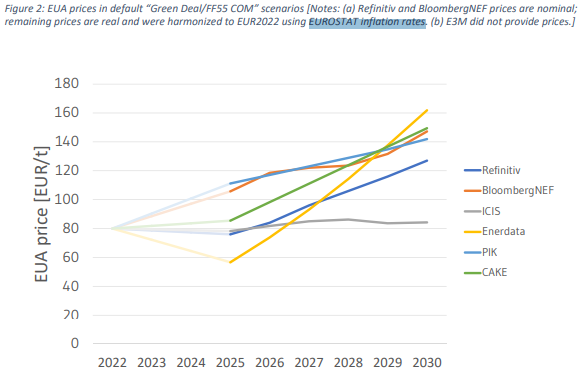 Figure 2: EUA prices in default “Green Deal/FF55 COM” scenarios [Notes: (a) Refinitiv and BloombergNEF prices are nominal;
remaining prices are real and were harmonized to EUR2022 using EUROSTAT inflation rates. (b) E3M did not provide prices.]
180
160
140
120
100
80
60
40
20
0
EUA price [EUR/t]
2022 2023 2024 2025 2026 2027 2028 2029 2030
Refinitiv
BloombergNEF
ICIS
Enerdata
PIK
CAKE